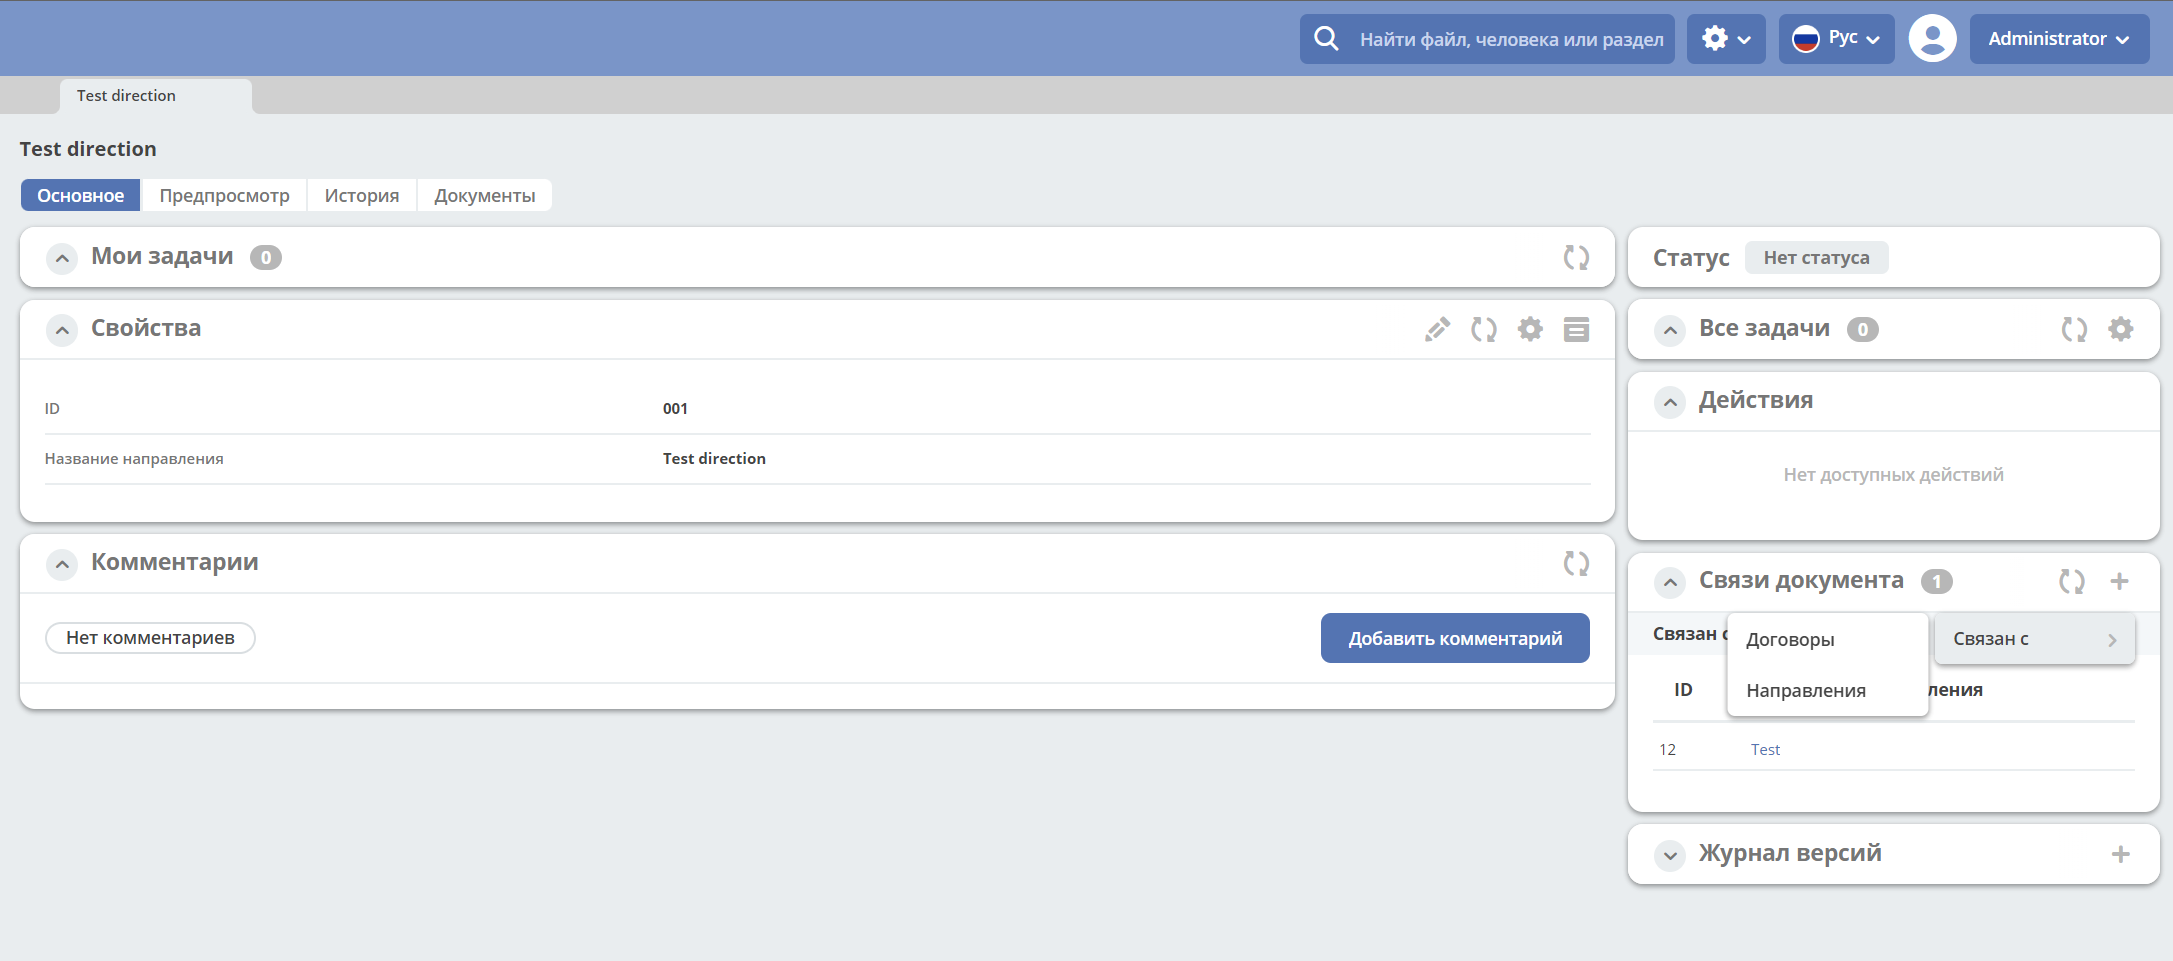 Найти файл, человека или раздел
Рус
Administrator
Test direction
Test direction
Основное
Предпросмотр
История
Документы
Мои задачи 0
Свойства
ID 001
Название направления Test direction
Комментарии
Нет комментариев
Добавить комментарий
Статус Нет статуса
Все задачи 0
Действия
Нет доступных действий
Связи документа 1
Связан
Договоры
Направления
Связан с
ID
12 Test
Журнал версий